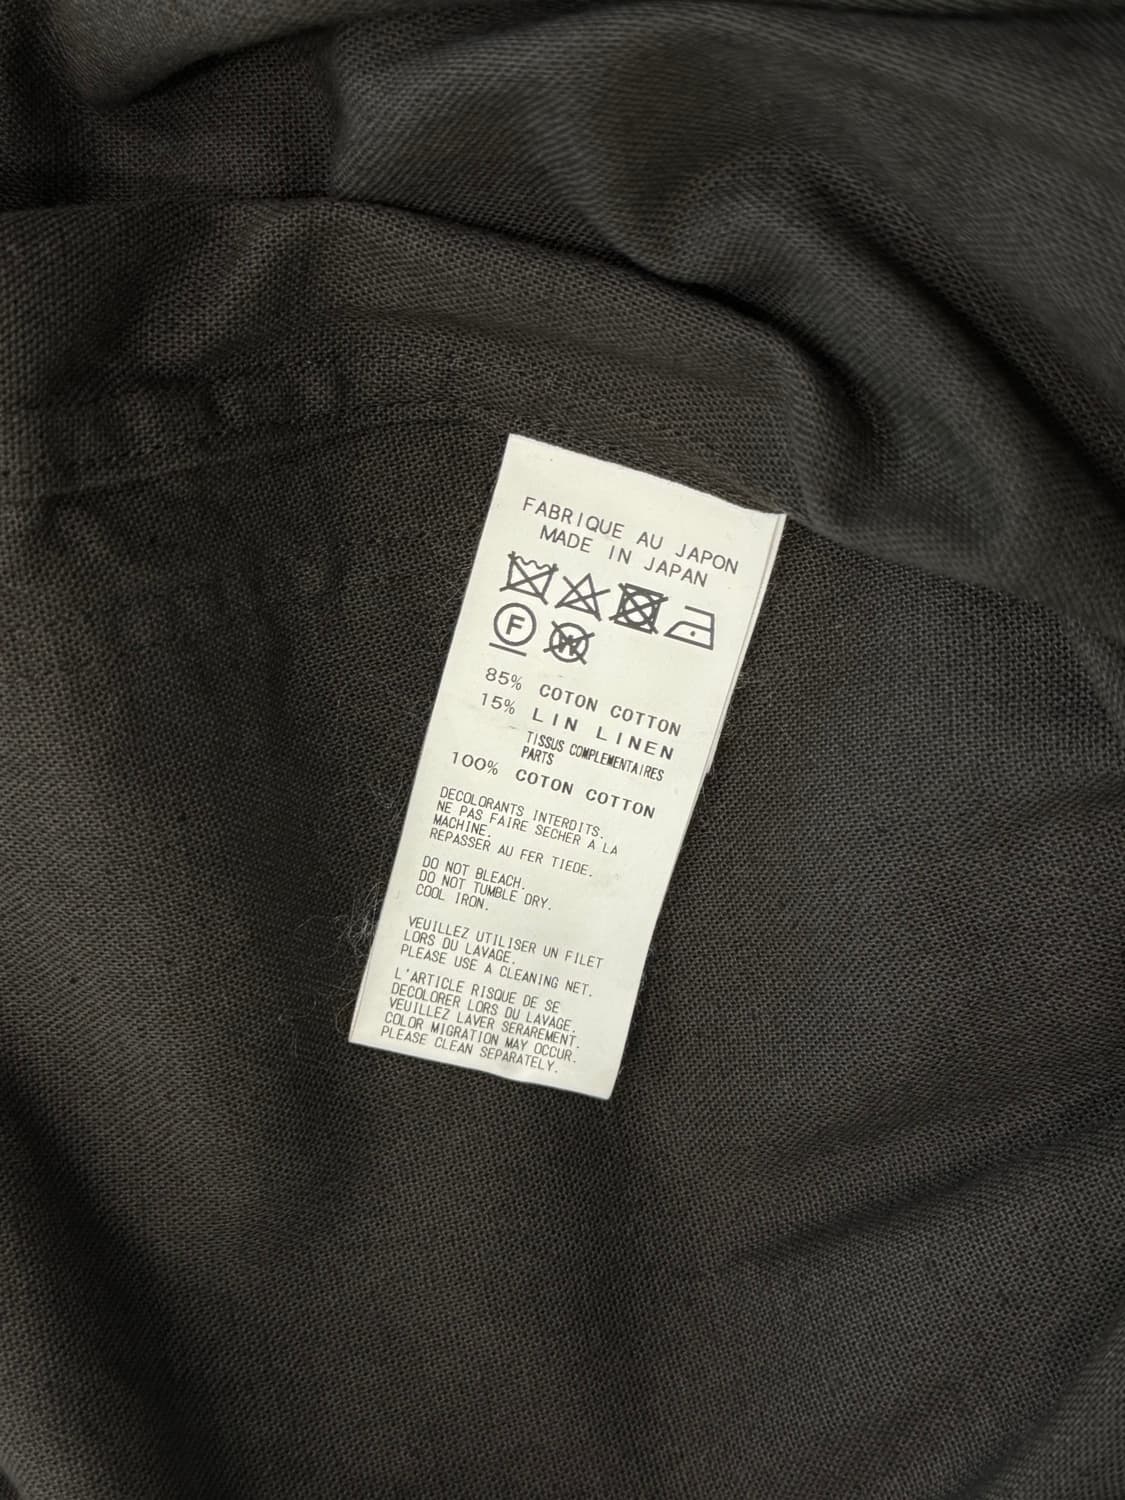 FABRIQUE AU JAPON
MADE IN JAPAN
F W
85% COTON COTTON
15% LIN LINEN
TISSUS COMPLEMENTAIRES
PARTS
100% COTON COTTON
DECOLORANTS INTERDITS.
NE PAS FAIRE SECHER A LA
MACHINE.
REPASSER AU FER TIEDE.
DO NOT BLEACH.
DO NOT TUMBLE DRY.
COOL IRON.
VEUILLEZ UTILISER UN FILET
LORS DU LAVAGE.
PLEASE USE A CLEANING NET.
L'ARTICLE RISQUE DE SE
DECOLORER LORS DU LAVAGE.
VEUILLEZ LAVER SERAREMENT.
COLOR MIGRATION MAY OCCUR.
PLEASE CLEAN SEPARATELY.